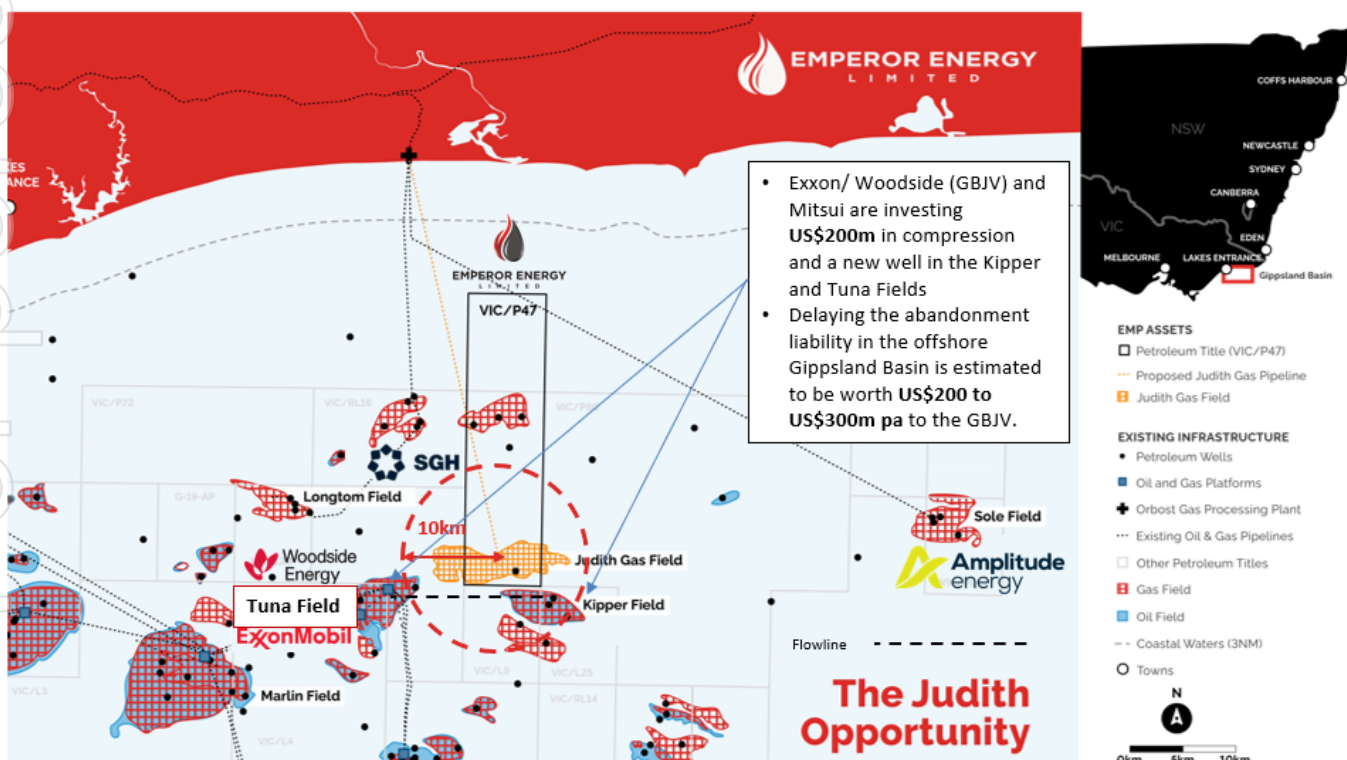 EMPEROR ENERGY
LIMITED
COFFS HARBOUR
NSW
NEWCASTLE
SYDNEY
CANBERRA
VIC
EDEN
MELBOURNE
LAKES ENTRANCE
Gippsland Basin
• Exxon/ Woodside (GBJV) and
Mitsui are investing
US$200m in compression
and a new well in the Kipper
and Tuna Fields
• Delaying the abandonment
liability in the offshore
Gippsland Basin is estimated
to be worth US$200 to
US$300m pa to the GBJV.
EMPEROR ENERGY
LIMITED
VIC/P47
VIC/P72
VIC/RL16
SGH
G-19-AP
Longtom Field
10km
Sole Field
Woodside
Energy
Judith Gas Field
Amplitude
energy
Tuna Field
Kipper Field
ExxonMobil
Flowline
VIC/L9
VIC/L25
VIC/L3
Marlin Field
VIC/RL14
VIC/L4
The Judith
Opportunity
EMP ASSETS
Petroleum Title (VIC/P47)
Proposed Judith Gas Pipeline
Judith Gas Field
EXISTING INFRASTRUCTURE
Petroleum Wells
Oil and Gas Platforms
Orbost Gas Processing Plant
Existing Oil & Gas Pipelines
Other Petroleum Titles
Gas Field
Oil Field
Coastal Waters (3NM)
Towns
N
0km 5km 10km